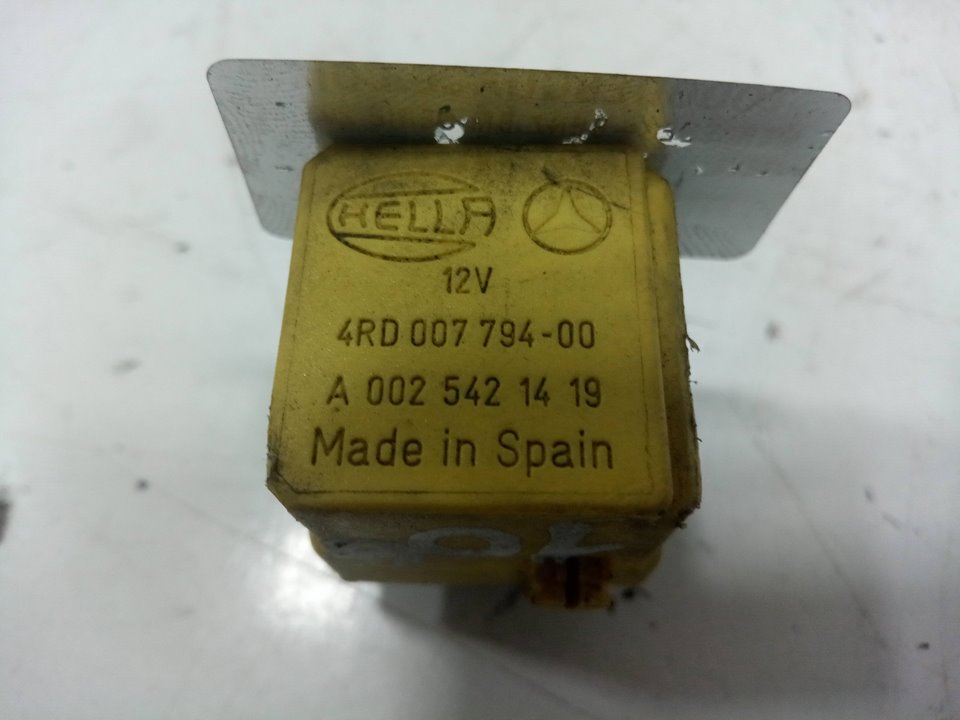 HELLA
12V
4RD 007 794-00
A 002 542 14 19
Made in Spain